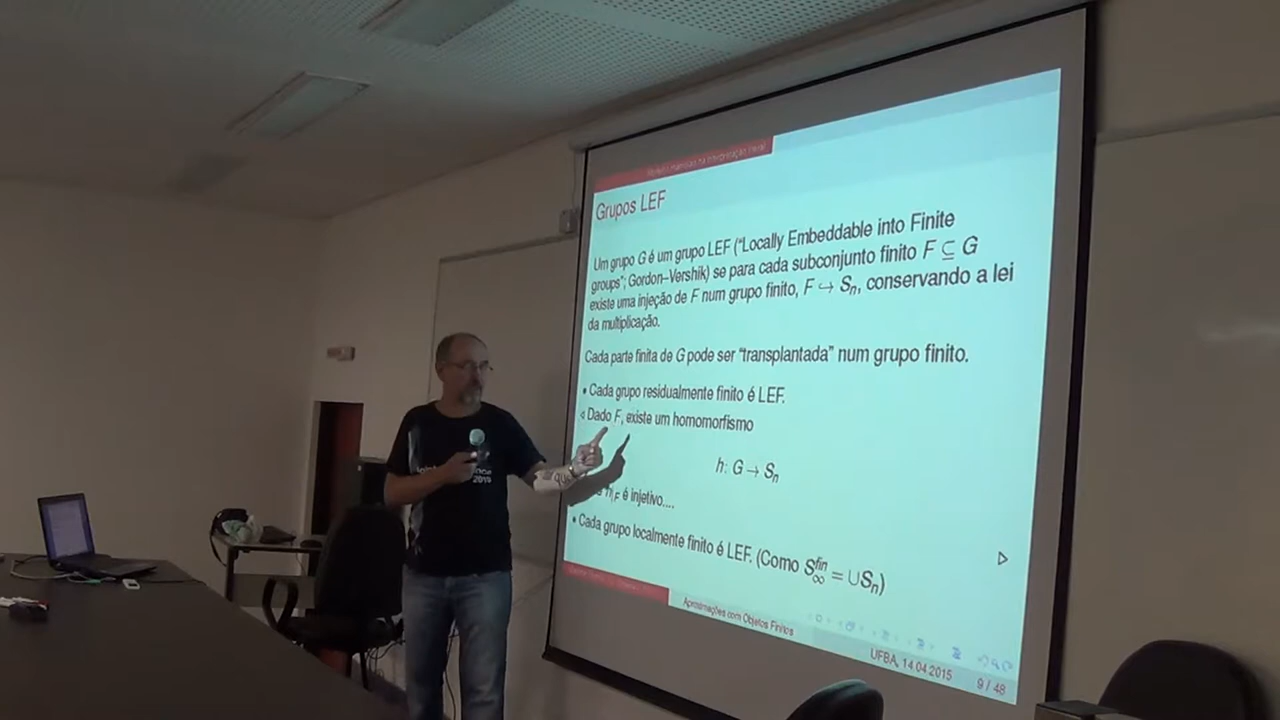 Grupos LEF
Um grupo G é um grupo LEF ("Locally Embeddable into Finite
groups"; Gordon–Vershik) se para cada subconjunto finito F ⊆ G
existe uma injeção de F num grupo finito, F ↪ Sn, conservando a lei
da multiplicação.
Cada parte finita de G pode ser "transplantada" num grupo finito.
• Cada grupo residualmente finito é LEF.
◁ Dado F, existe um homomorfismo
h: G → Sn
h|F é injetivo....
• Cada grupo localmente finito é LEF. (Como S∞^fin = ∪Sn)
▷
Aproximações com Objetos Finitos
UFBA, 14.04.2015
9 / 48